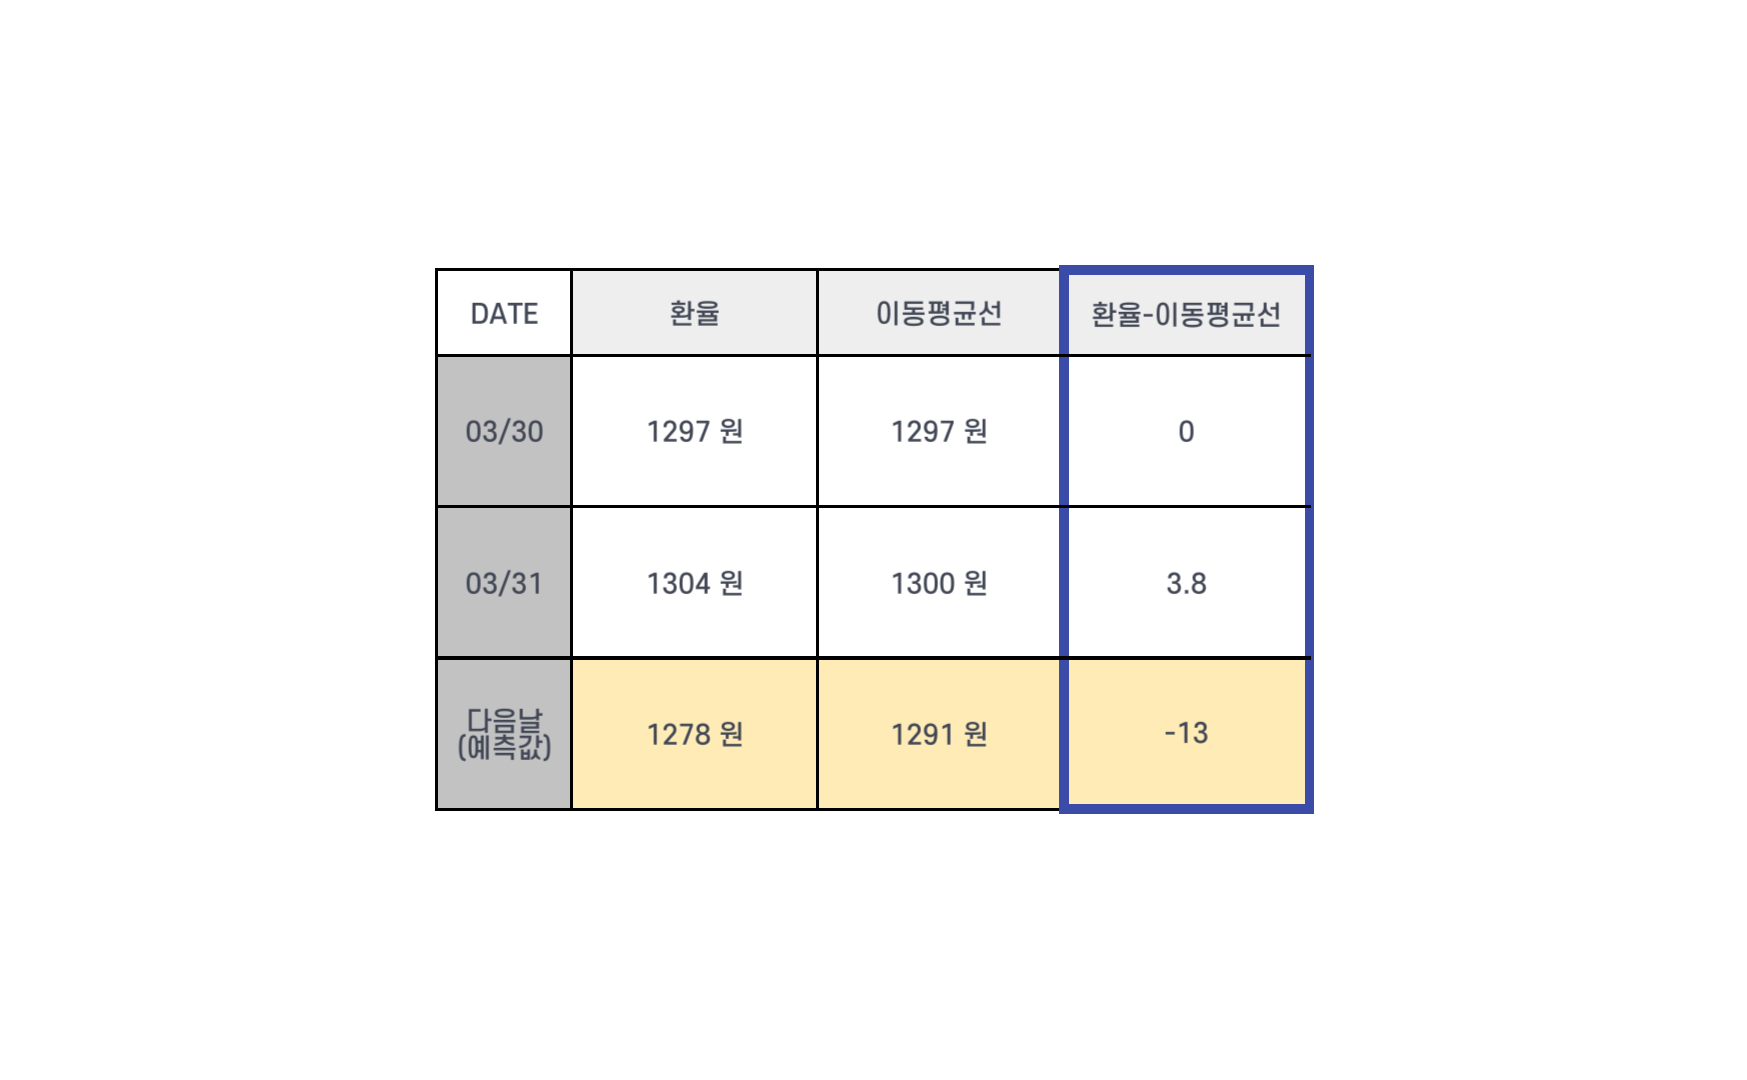 DATE 환율 이동평균선 환율-이동평균선
03/30 1297 원 1297 원 0
03/31 1304 원 1300 원 3.8
다음날
(예측값) 1278 원 1291 원 -13